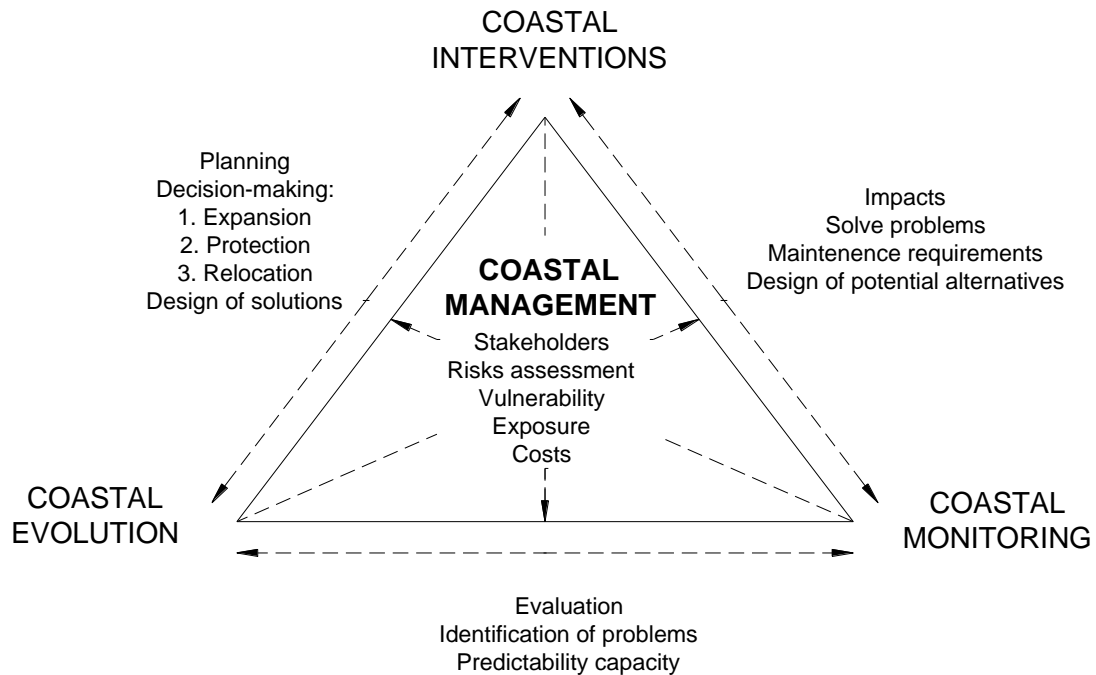 COASTAL
INTERVENTIONS
Planning
Decision-making:
1. Expansion
2. Protection
3. Relocation
Design of solutions
Impacts
Solve problems
Maintenence requirements
Design of potential alternatives
COASTAL
MANAGEMENT
Stakeholders
Risks assessment
Vulnerability
Exposure
Costs
COASTAL
EVOLUTION
COASTAL
MONITORING
Evaluation
Identification of problems
Predictability capacity